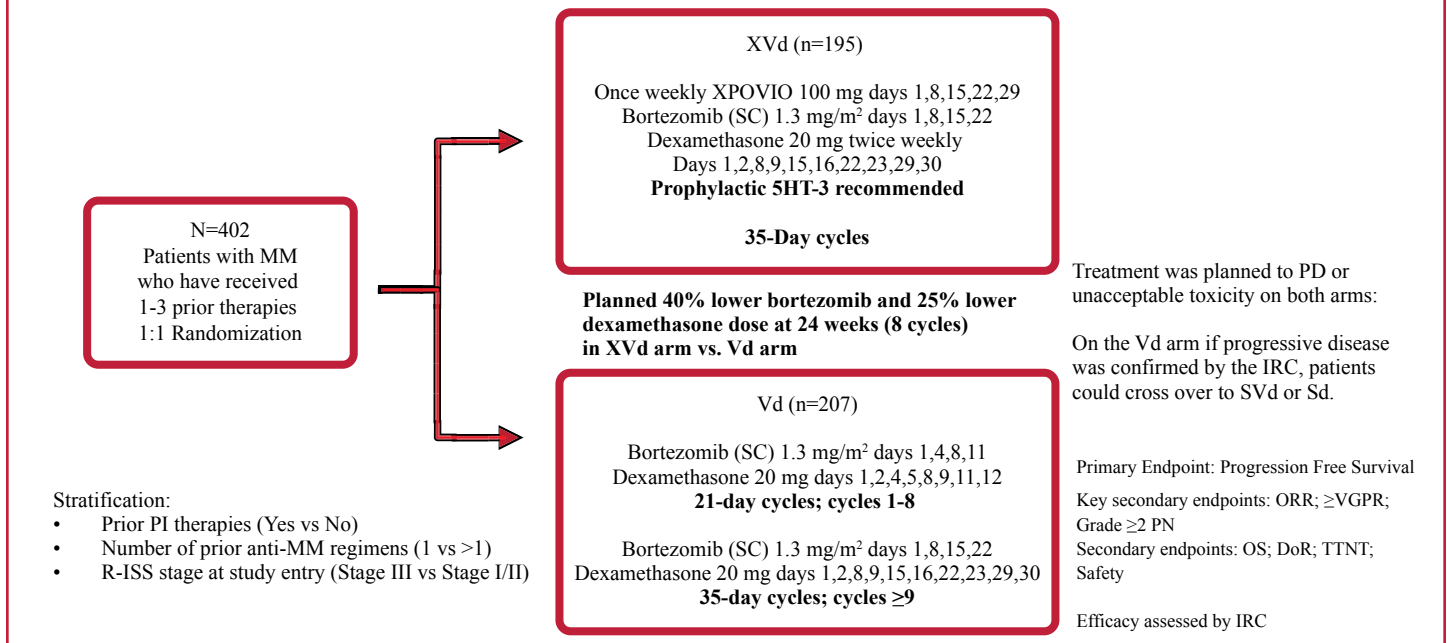 XVd (n=195)
Once weekly XPOVIO 100 mg days 1,8,15,22,29
Bortezomib (SC) 1.3 mg/m² days 1,8,15,22
Dexamethasone 20 mg twice weekly
Days 1,2,8,9,15,16,22,23,29,30
Prophylactic 5HT-3 recommended
35-Day cycles
N=402
Patients with MM
who have received
1-3 prior therapies
1:1 Randomization
Planned 40% lower bortezomib and 25% lower
dexamethasone dose at 24 weeks (8 cycles)
in XVd arm vs. Vd arm
Treatment was planned to PD or
unacceptable toxicity on both arms:
On the Vd arm if progressive disease
was confirmed by the IRC, patients
could cross over to SVd or Sd.
Vd (n=207)
Bortezomib (SC) 1.3 mg/m² days 1,4,8,11
Dexamethasone 20 mg days 1,2,4,5,8,9,11,12
21-day cycles; cycles 1-8
Bortezomib (SC) 1.3 mg/m² days 1,8,15,22
Dexamethasone 20 mg days 1,2,8,9,15,16,22,23,29,30
35-day cycles; cycles ≥9
Stratification:
• Prior PI therapies (Yes vs No)
• Number of prior anti-MM regimens (1 vs >1)
• R-ISS stage at study entry (Stage III vs Stage I/II)
Primary Endpoint: Progression Free Survival
Key secondary endpoints: ORR; ≥VGPR;
Grade ≥2 PN
Secondary endpoints: OS; DoR; TTNT;
Safety
Efficacy assessed by IRC